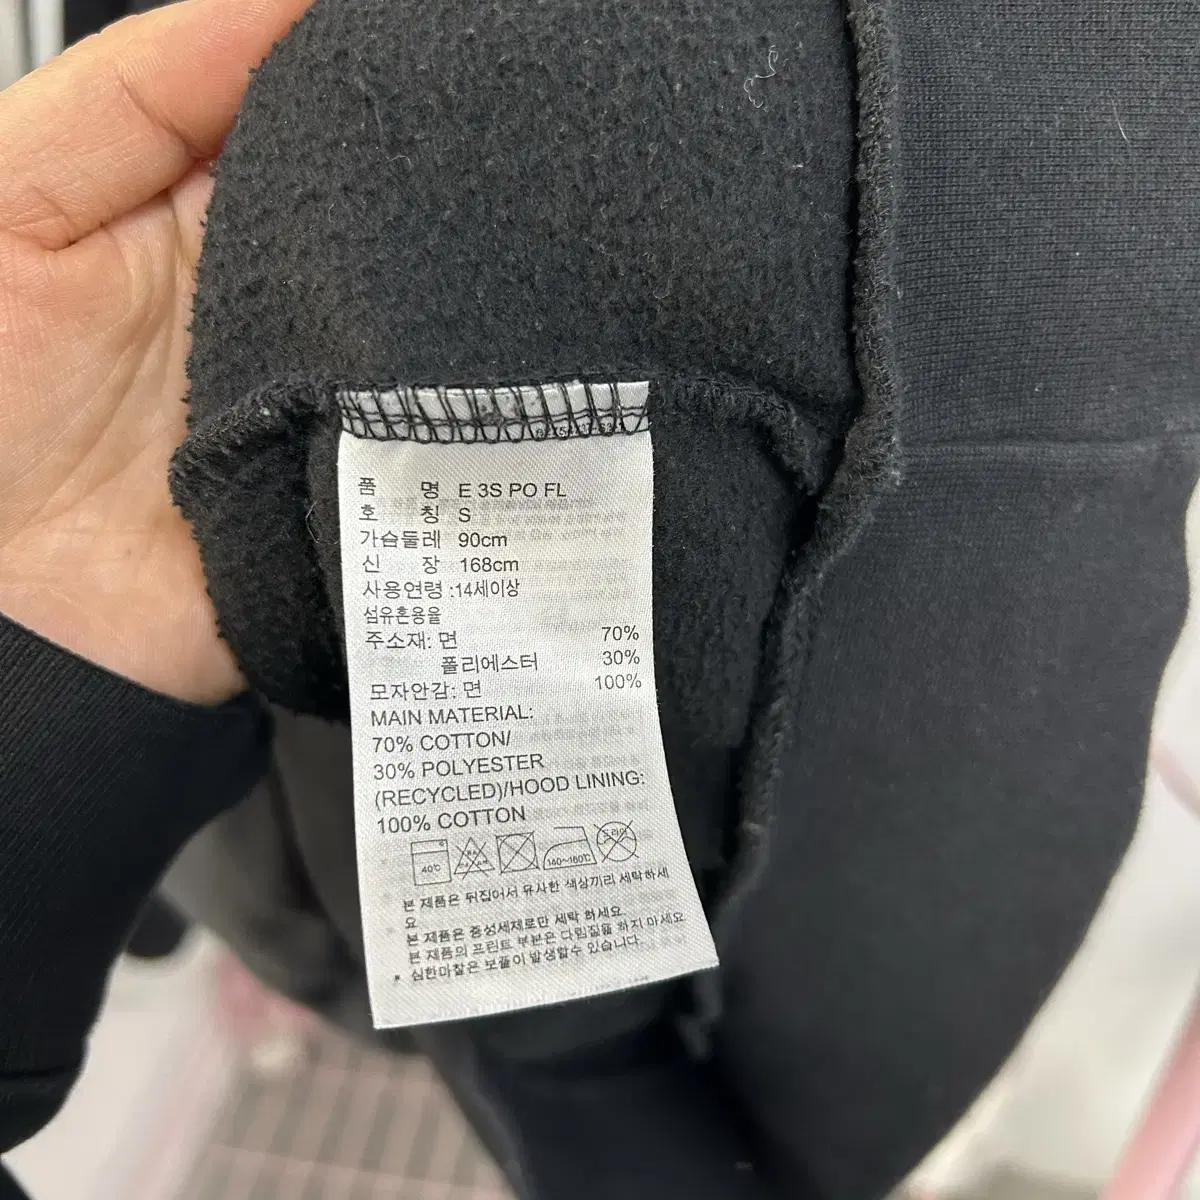 품 명 E 3S PO FL
호 칭 S
가슴둘레 90cm
신 장 168cm
사용연령 :14세이상
섬유혼용율
주소재: 면 70%
폴리에스터 30%
모자안감: 면 100%
MAIN MATERIAL:
70% COTTON/
30% POLYESTER
(RECYCLED)/HOOD LINING:
100% COTTON
40℃ 140~160℃ 드라이
본 제품은 뒤집어서 유사한 색상끼리 세탁하세
요
본 제품은 중성세제로만 세탁 하세요
본 제품의 프린트 부분은 다림질을 하지 마세요
* 심한마찰은 보풀이 발생할수 있습니다.